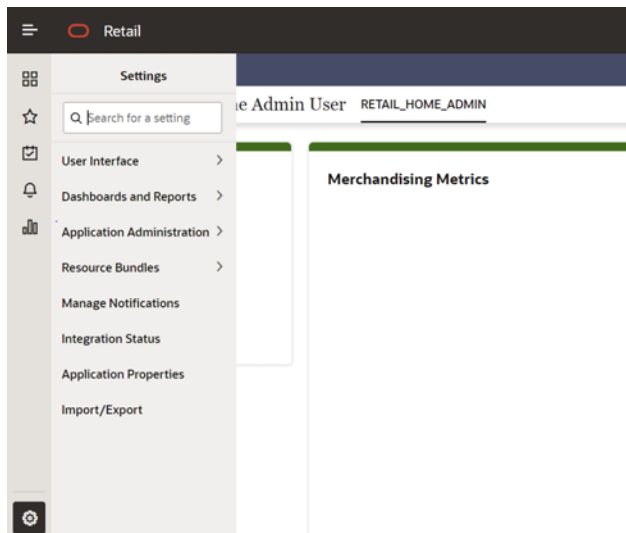 Retail
Settings
Search for a setting
e Admin User RETAIL_HOME_ADMIN
User Interface
Dashboards and Reports
Application Administration
Resource Bundles
Manage Notifications
Integration Status
Application Properties
Import/Export
Merchandising Metrics